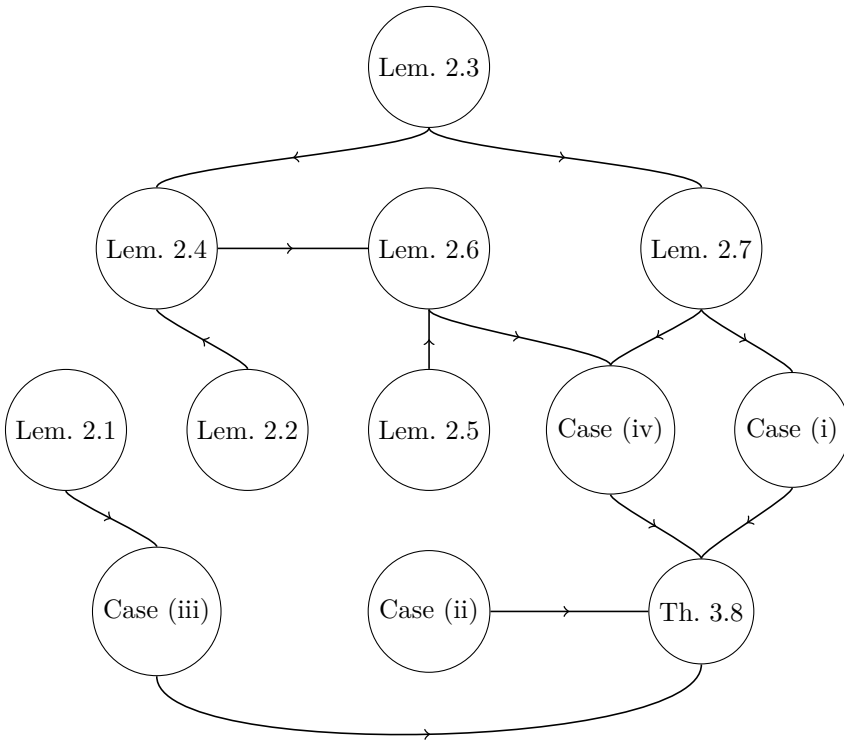 Lem. 2.3
Lem. 2.4
Lem. 2.6
Lem. 2.7
Lem. 2.1
Lem. 2.2
Lem. 2.5
Case (iv)
Case (i)
Case (iii)
Case (ii)
Th. 3.8